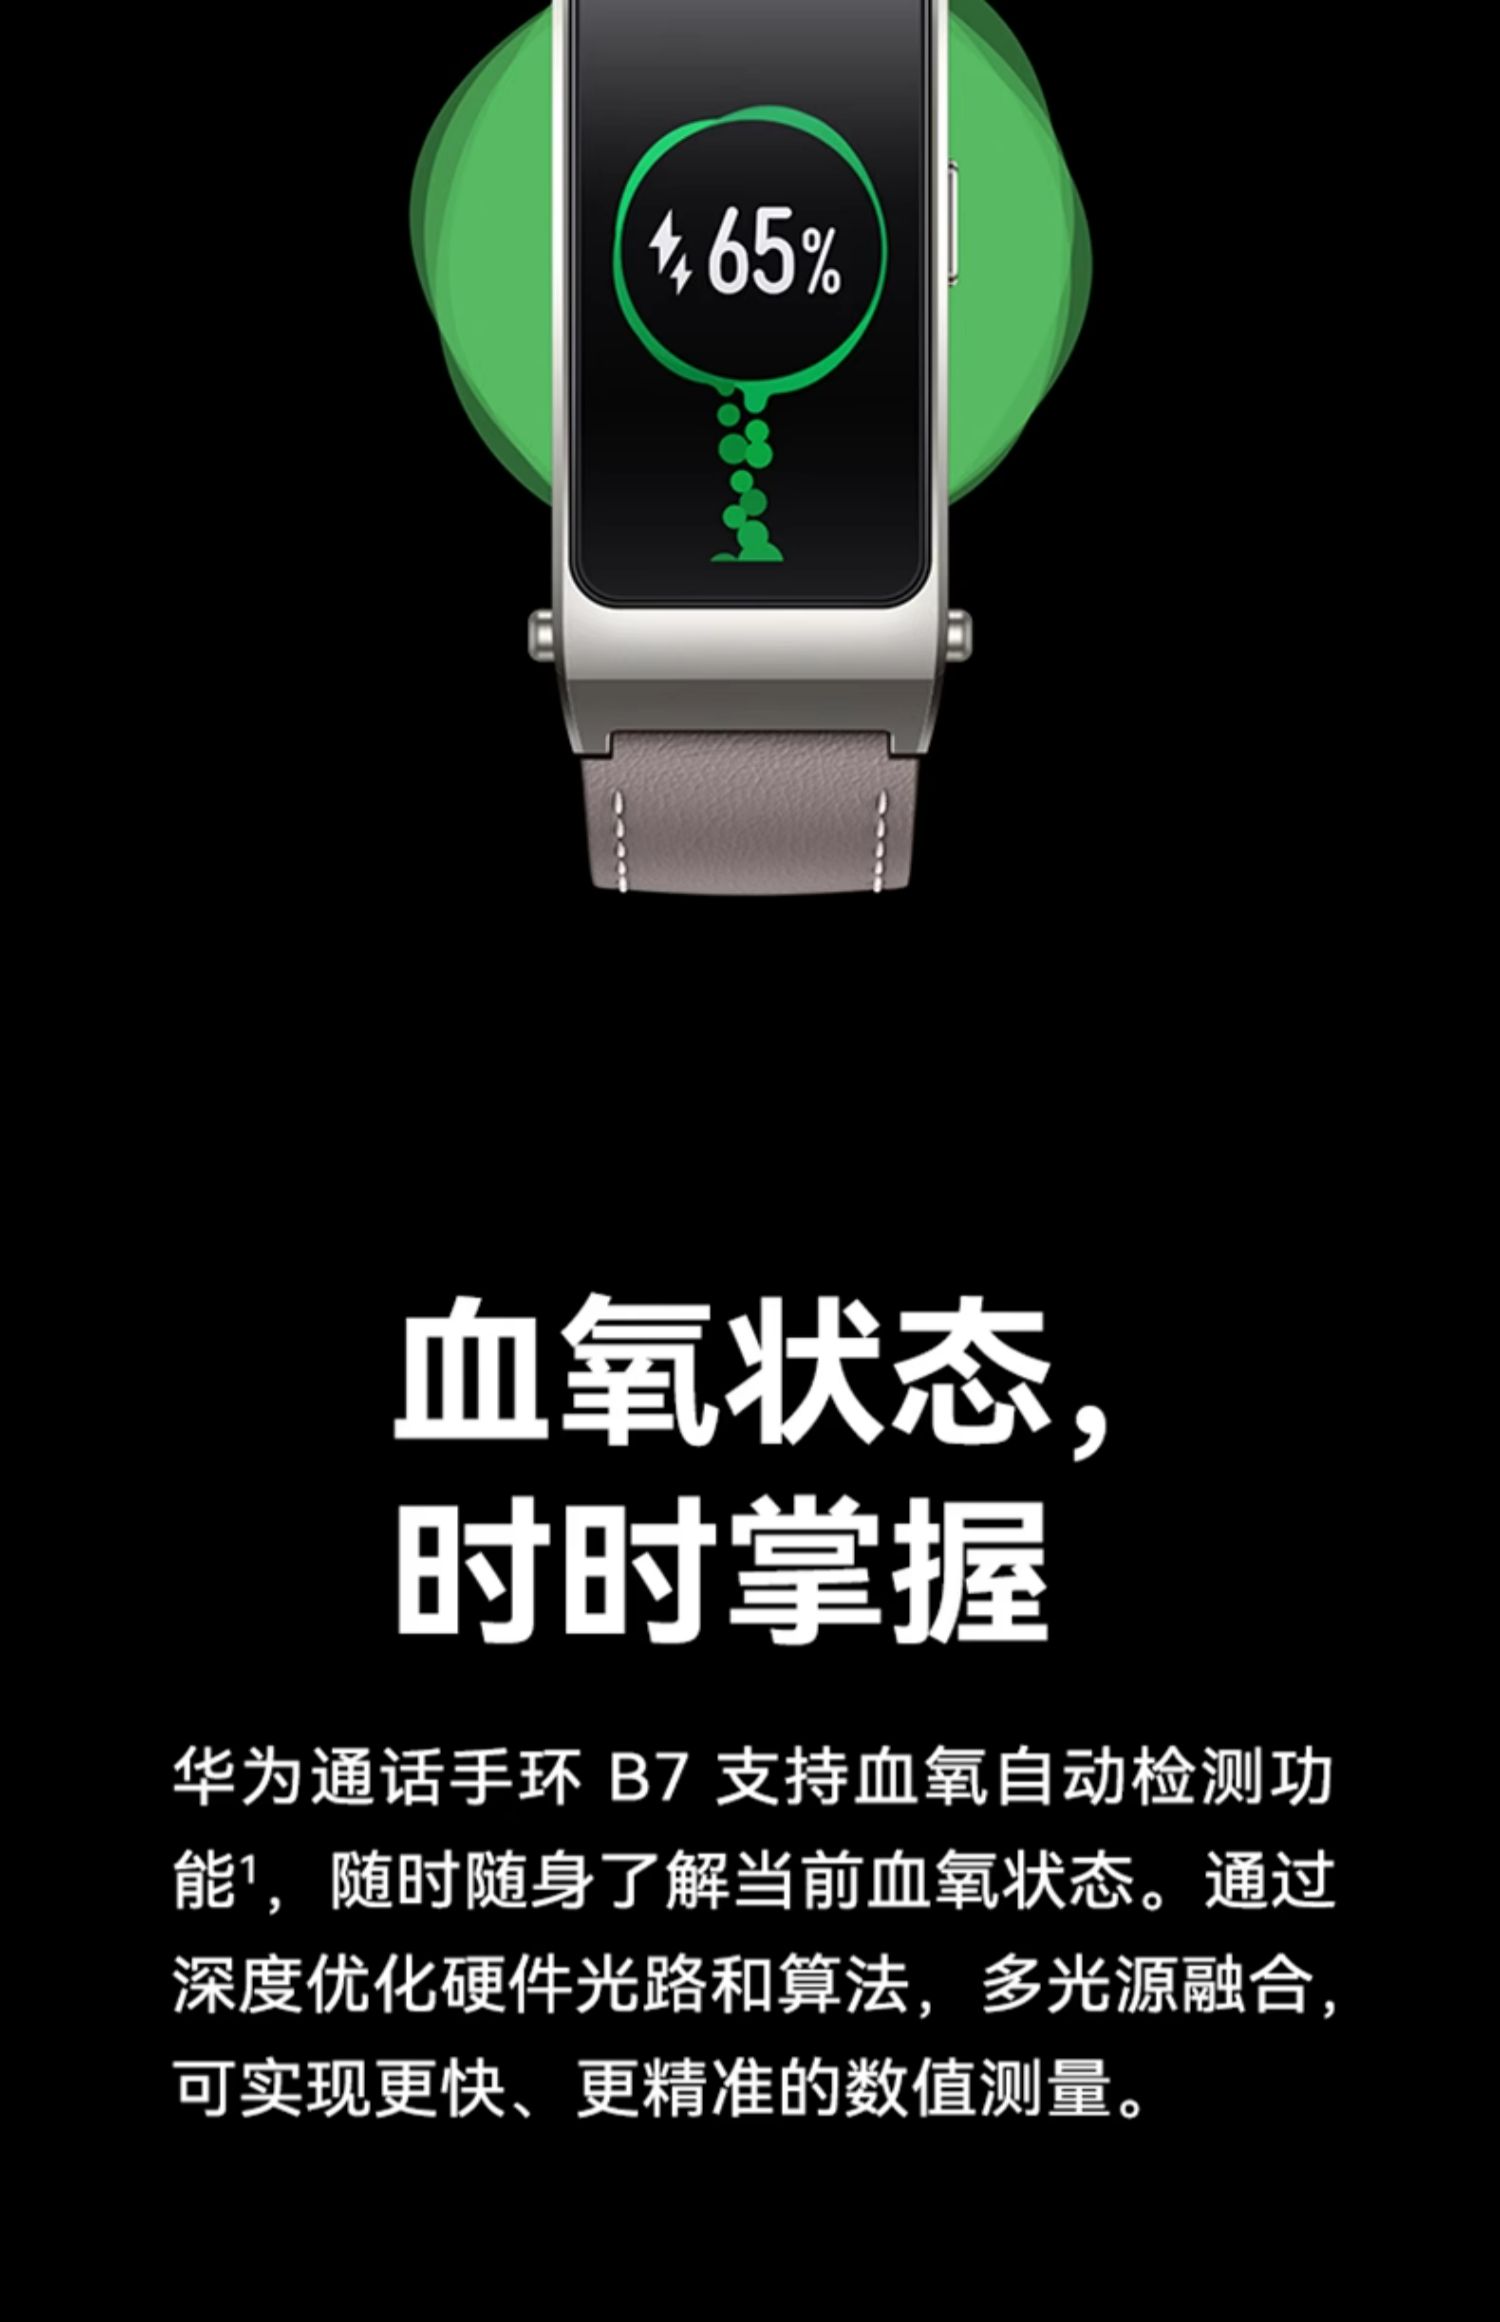 65%
血氧状态，
时时掌握
华为通话手环 B7 支持血氧自动检测功
能¹，随时随身了解当前血氧状态。通过
深度优化硬件光路和算法，多光源融合，
可实现更快、更精准的数值测量。